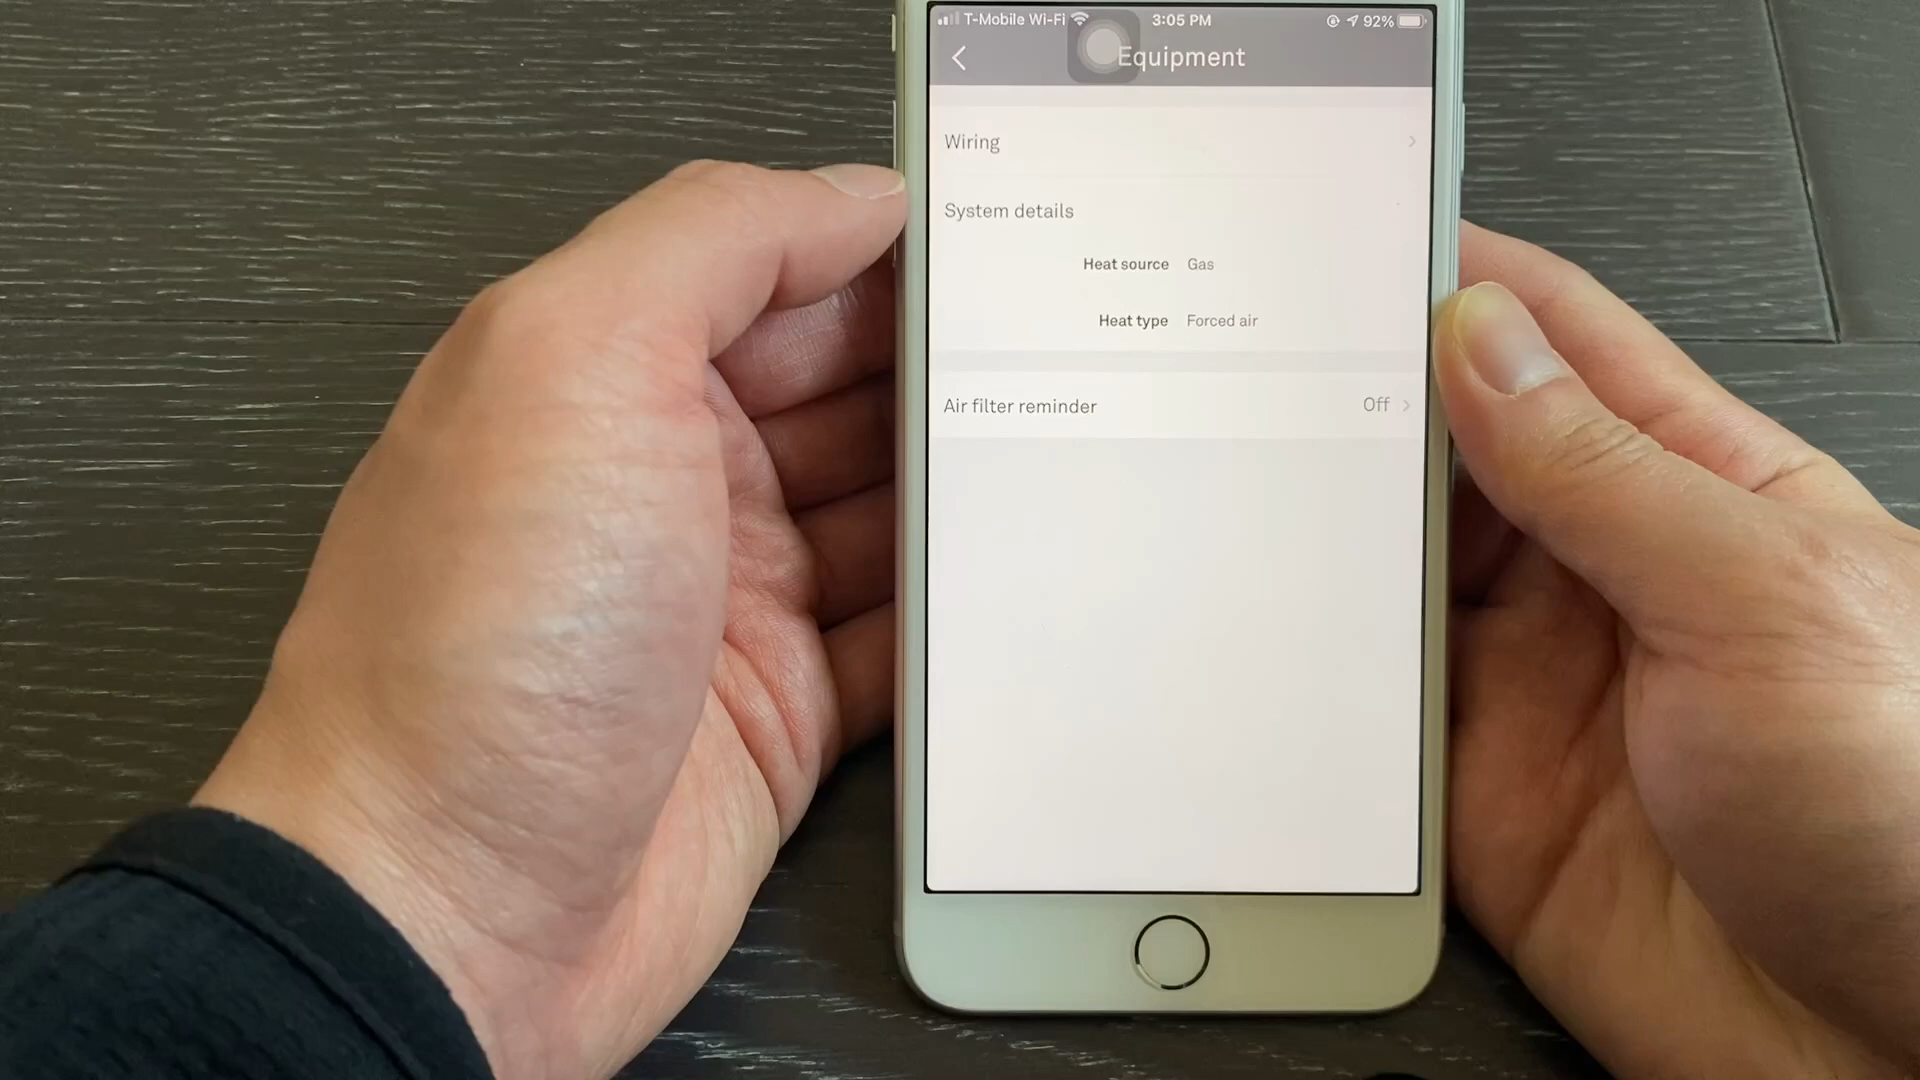 T-Mobile Wi-Fi 3:05 PM 92%
Equipment
Wiring
System details
Heat source Gas
Heat type Forced air
Air filter reminder Off